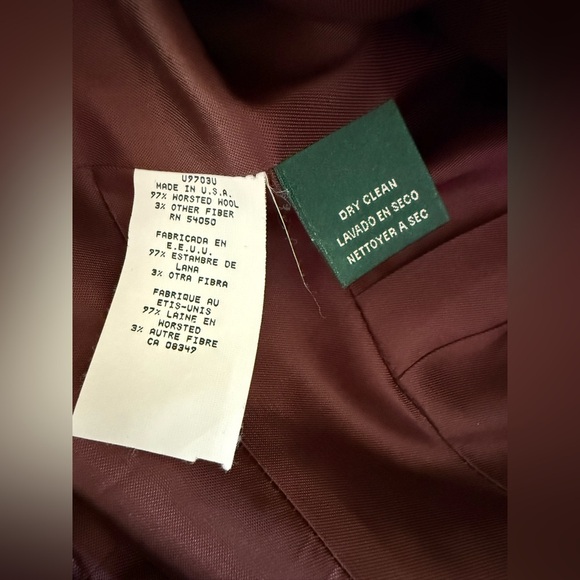 U9703U
MADE IN U.S.A.
97% WORSTED WOOL
3% OTHER FIBER
RN 54050
FABRICADA EN
E.E.U.U.
97% ESTAMBRE DE
LANA
3% OTRA FIBRA
FABRIQUE AU
ETIS-UNIS
97% LAINE EN
WORSTED
3% AUTRE FIBRE
CA 08349
DRY CLEAN
LAVADO EN SECO
NETTOYER A SEC